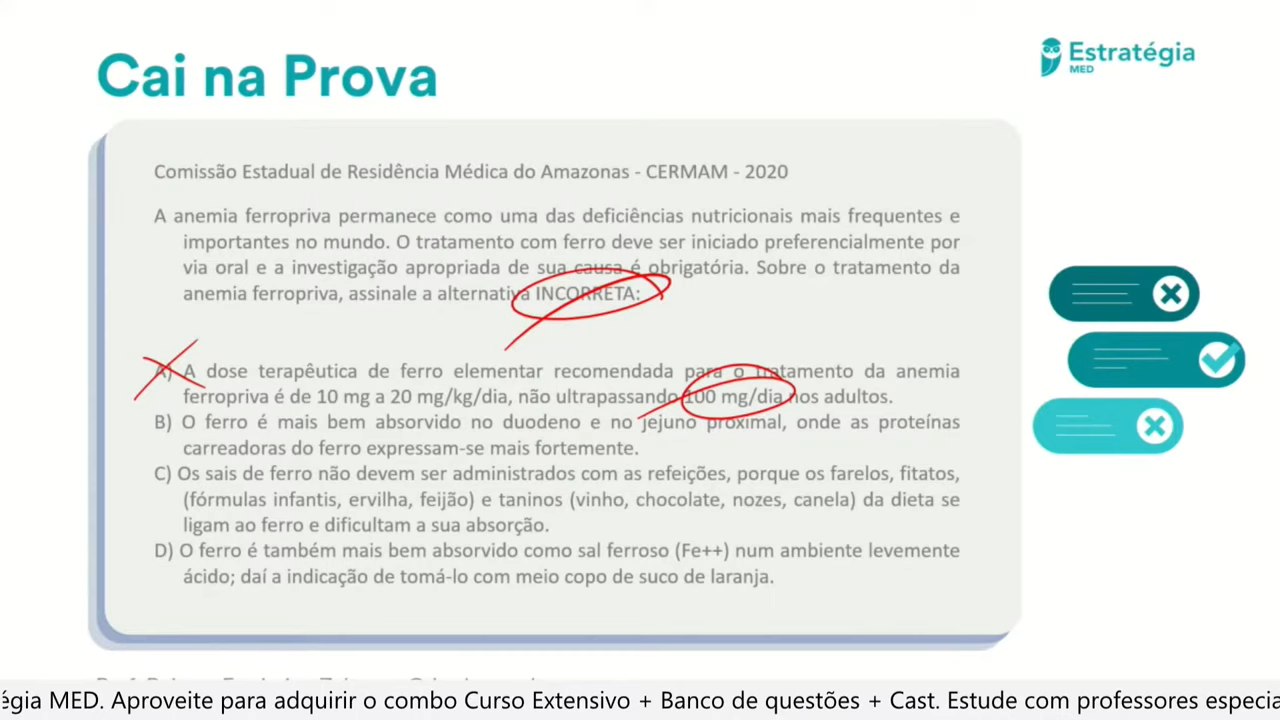 Cai na Prova
Estratégia
MED
Comissão Estadual de Residência Médica do Amazonas - CERMAM - 2020
A anemia ferropriva permanece como uma das deficiências nutricionais mais frequentes e
importantes no mundo. O tratamento com ferro deve ser iniciado preferencialmente por
via oral e a investigação apropriada de sua causa é obrigatória. Sobre o tratamento da
anemia ferropriva, assinale a alternativa INCORRETA:
A) A dose terapêutica de ferro elementar recomendada para o tratamento da anemia
ferropriva é de 10 mg a 20 mg/kg/dia, não ultrapassando 100 mg/dia nos adultos.
B) O ferro é mais bem absorvido no duodeno e no jejuno proximal, onde as proteínas
carreadoras do ferro expressam-se mais fortemente.
C) Os sais de ferro não devem ser administrados com as refeições, porque os farelos, fitatos,
(fórmulas infantis, ervilha, feijão) e taninos (vinho, chocolate, nozes, canela) da dieta se
ligam ao ferro e dificultam a sua absorção.
D) O ferro é também mais bem absorvido como sal ferroso (Fe++) num ambiente levemente
ácido; daí a indicação de tomá-lo com meio copo de suco de laranja.
égia MED. Aproveite para adquirir o combo Curso Extensivo + Banco de questões + Cast. Estude com professores especia